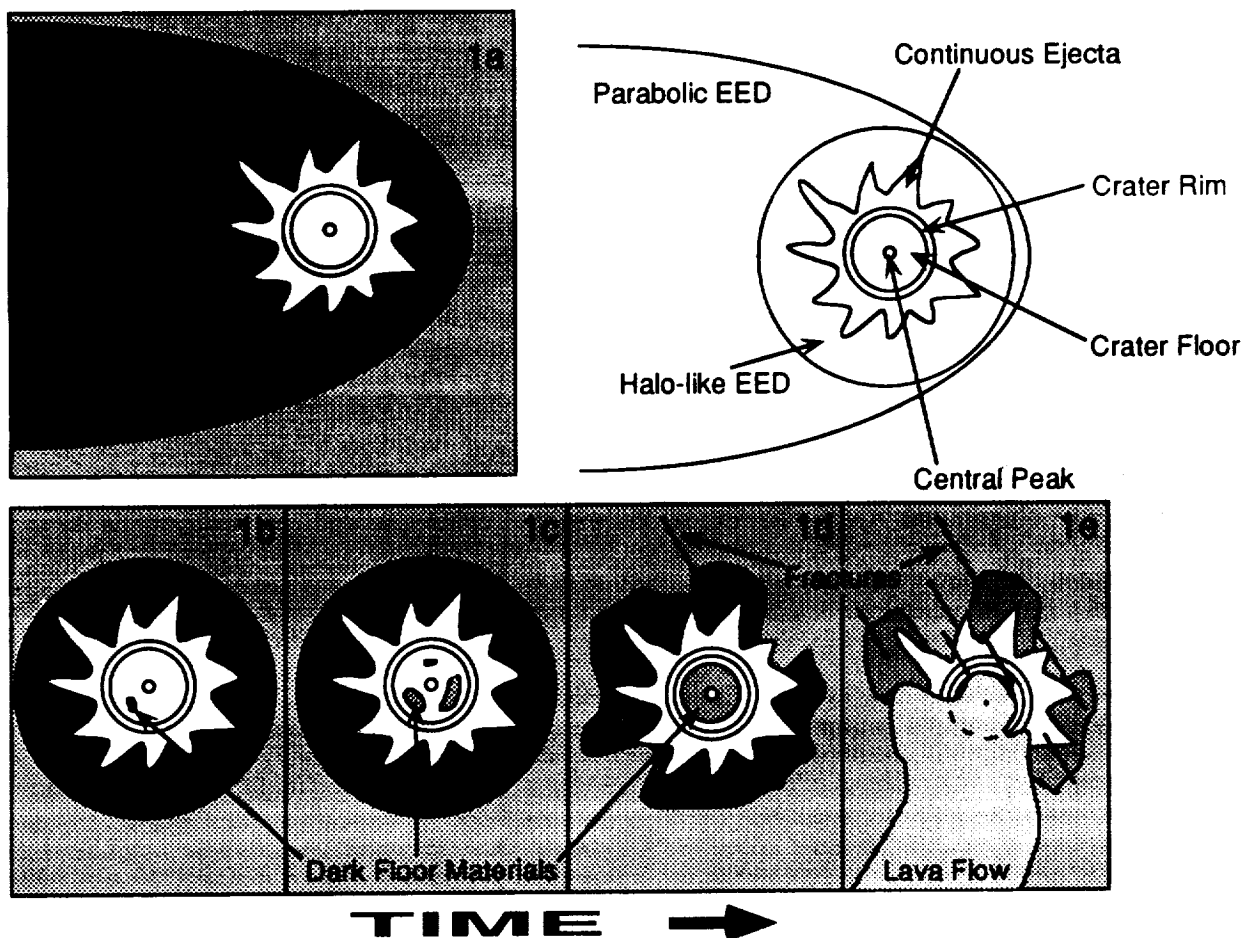 1a
Continuous Ejecta
Parabolic EED
Crater Rim
Crater Floor
Halo-like EED
Central Peak
1b
1c
1d
1e
Fractures
Dark Floor Materials
Lava Flow
TIME